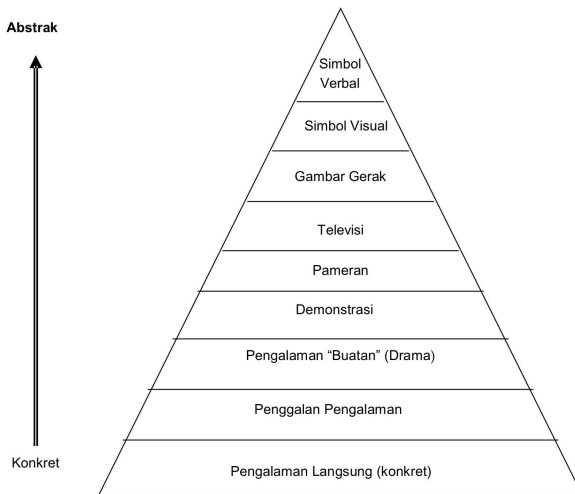 Abstrak
Simbol
Verbal
Simbol Visual
Gambar Gerak
Televisi
Pameran
Demonstrasi
Pengalaman “Buatan” (Drama)
Penggalan Pengalaman
Konkret
Pengalaman Langsung (konkret)